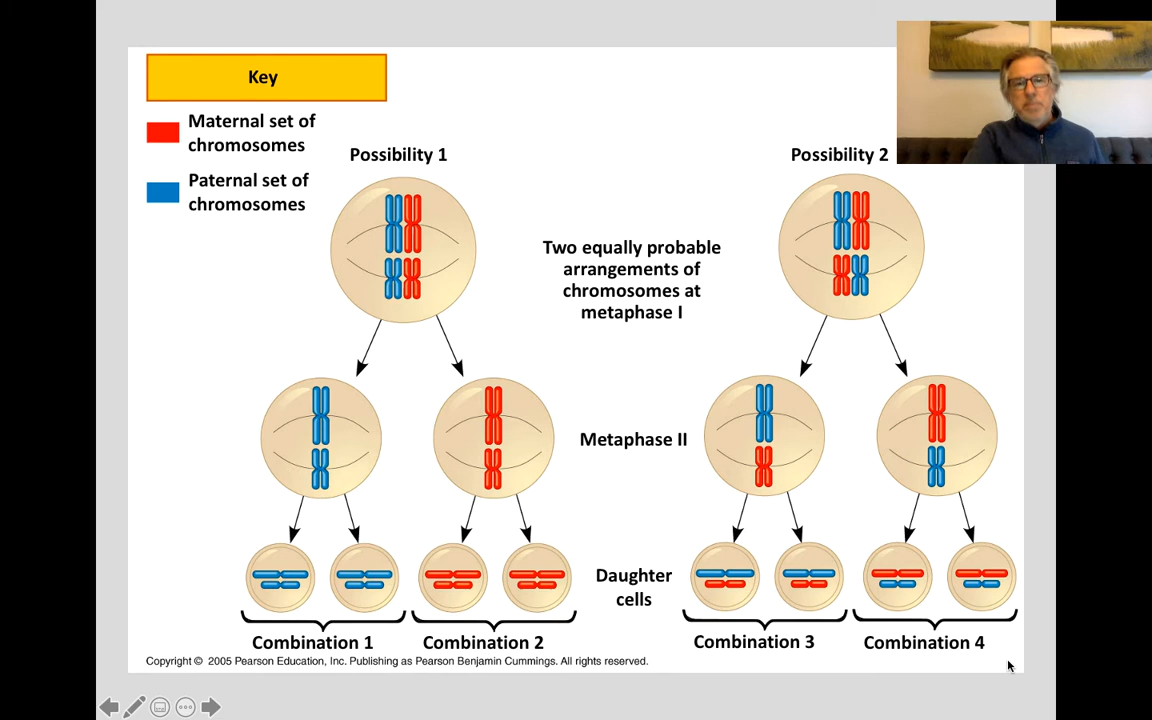 Key
Maternal set of
chromosomes
Paternal set of
chromosomes
Possibility 1
Possibility 2
Two equally probable
arrangements of
chromosomes at
metaphase I
Metaphase II
Daughter
cells
Combination 1
Combination 2
Combination 3
Combination 4
Copyright © 2005 Pearson Education, Inc. Publishing as Pearson Benjamin Cummings. All rights reserved.